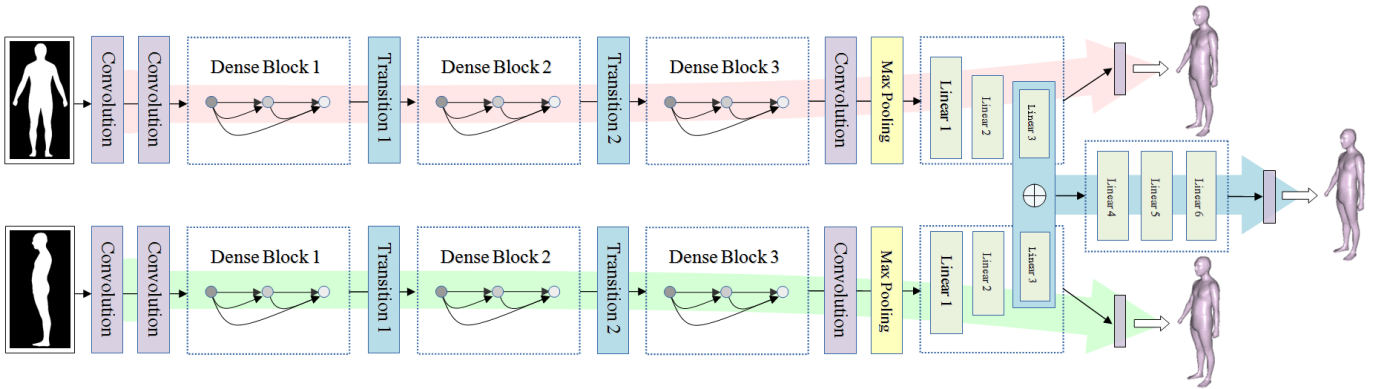 Convolution
Convolution
Dense Block 1
Transition 1
Dense Block 2
Transition 2
Dense Block 3
Convolution
Max Pooling
Linear 1
Linear 2
Linear 3
Linear 4
Linear 5
Linear 6
Convolution
Convolution
Dense Block 1
Transition 1
Dense Block 2
Transition 2
Dense Block 3
Convolution
Max Pooling
Linear 1
Linear 2
Linear 3